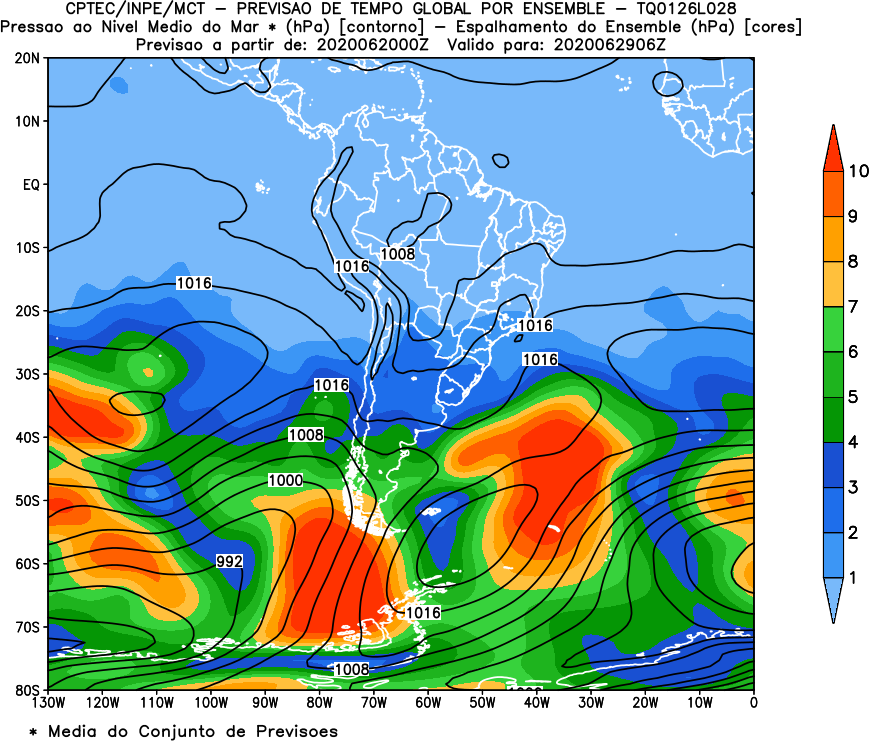 CPTEC/INPE/MCT – PREVISAO DE TEMPO GLOBAL POR ENSEMBLE – TQ0126L028
Pressao ao Nivel Medio do Mar * (hPa) [contorno] – Espalhamento do Ensemble (hPa) [cores]
Previsao a partir de: 2020062000Z Valido para: 2020062906Z
20N
10N
EQ
10S
20S
30S
40S
50S
60S
70S
80S
1008
1016
1016
1016
1016
1016
1008
1000
992
1016
1008
130W 120W 110W 100W 90W 80W 70W 60W 50W 40W 30W 20W 10W 0
10
9
8
7
6
5
4
3
2
1
* Media do Conjunto de Previsoes